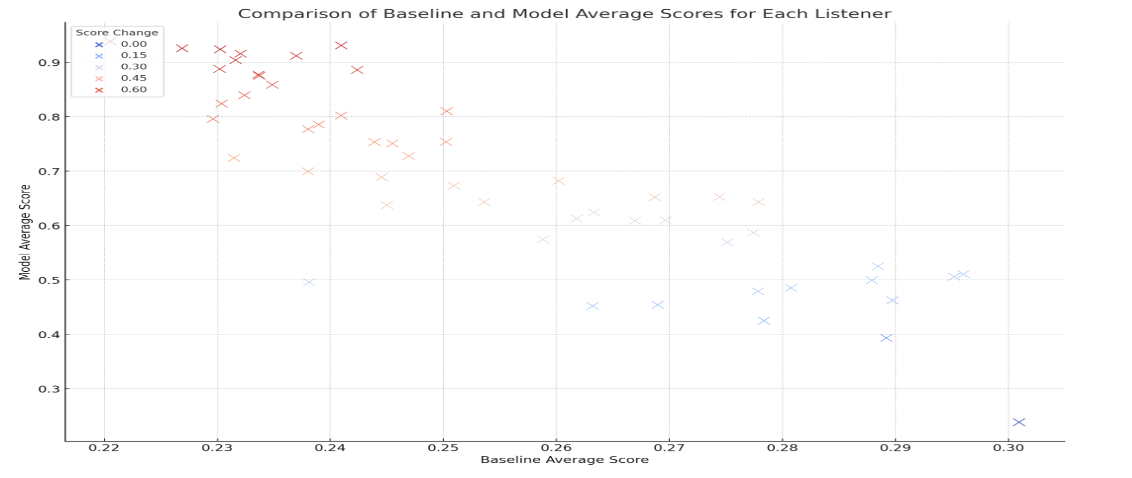 Comparison of Baseline and Model Average Scores for Each Listener
Score Change
0.00
0.15
0.30
0.45
0.60
0.9
0.8
0.7
0.6
0.5
0.4
0.3
Model Average Score
0.22 0.23 0.24 0.25 0.26 0.27 0.28 0.29 0.30
Baseline Average Score